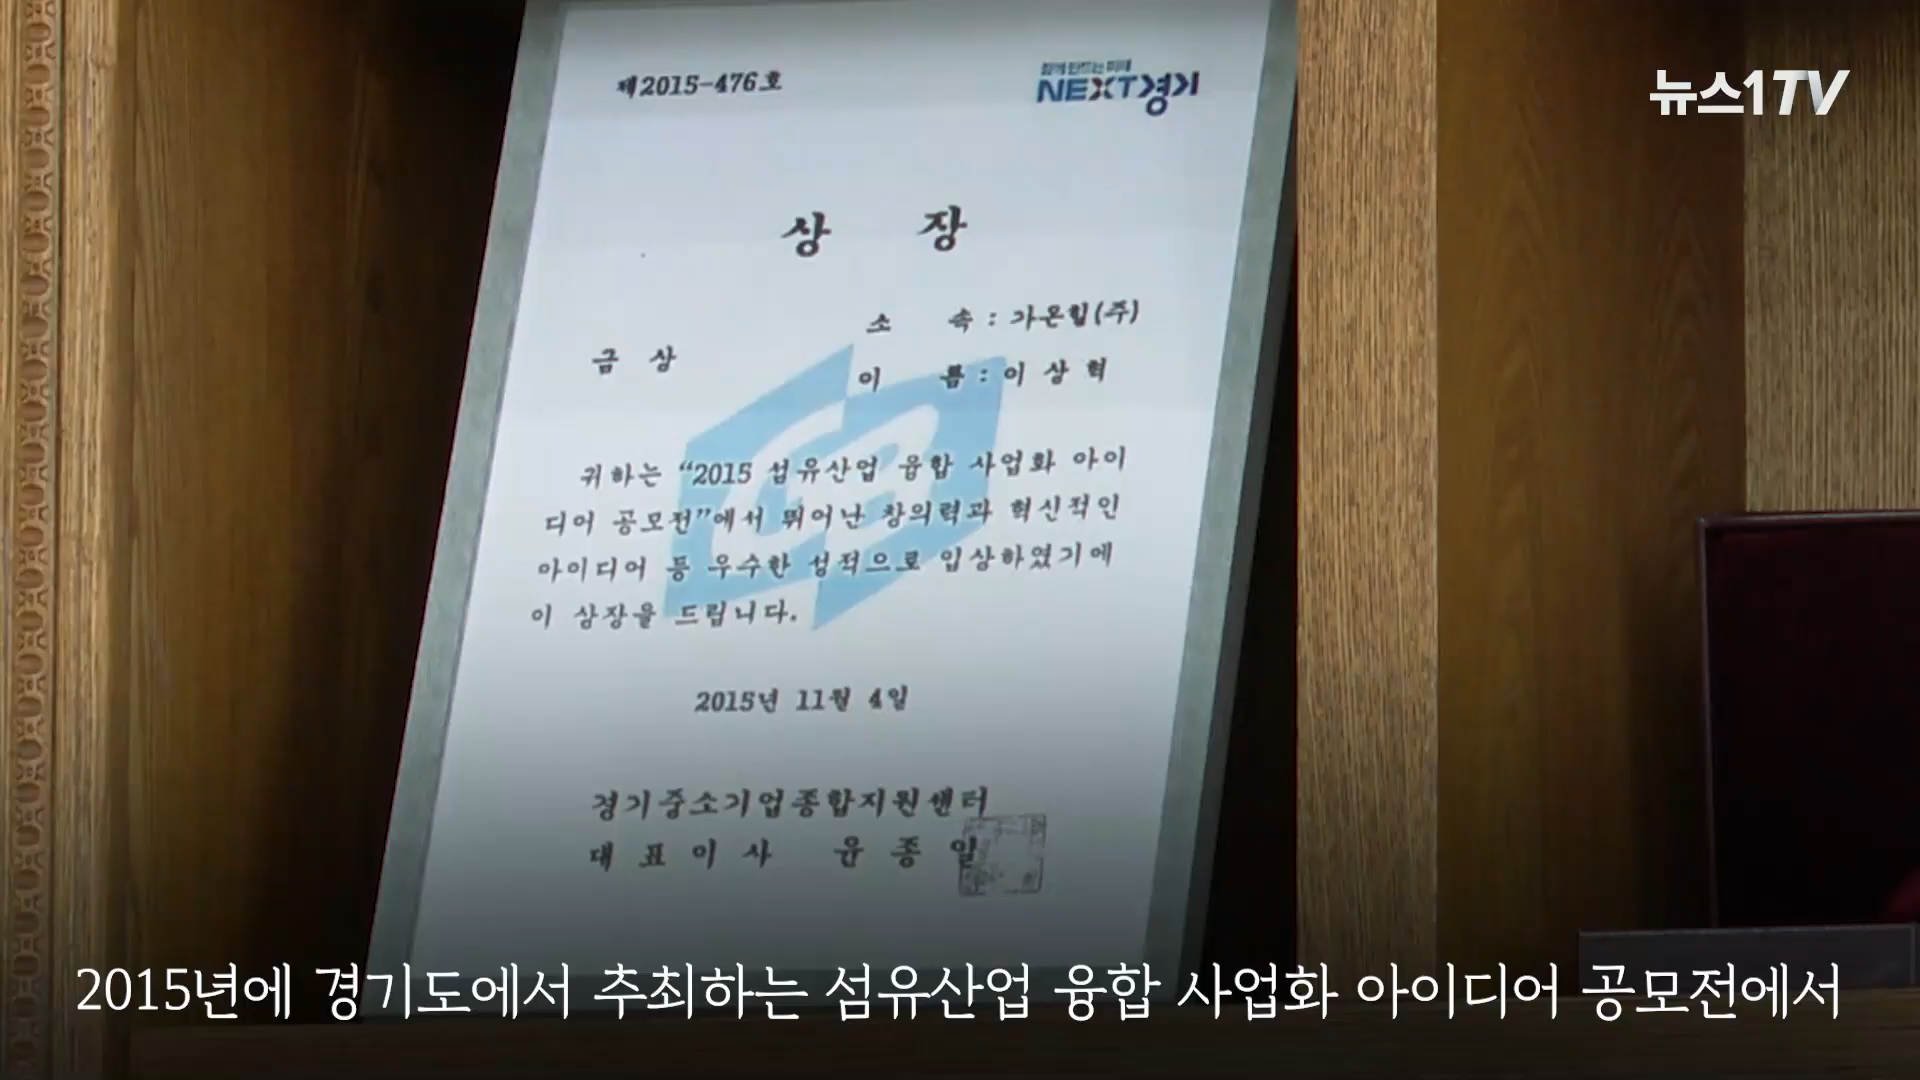 제2015-476호
함께 만드는 미래
NEXT경기
뉴스1TV
상 장
소 속 : 가온힐(주)
금 상
이 름 : 이 상 혁
귀하는 “2015 섬유산업 융합 사업화 아이
디어 공모전”에서 뛰어난 창의력과 혁신적인
아이디어 등 우수한 성적으로 입상하였기에
이 상장을 드립니다.
2015년 11월 4일
경기중소기업종합지원센터
대 표 이 사 윤 종 일
2015년에 경기도에서 추최하는 섬유산업 융합 사업화 아이디어 공모전에서